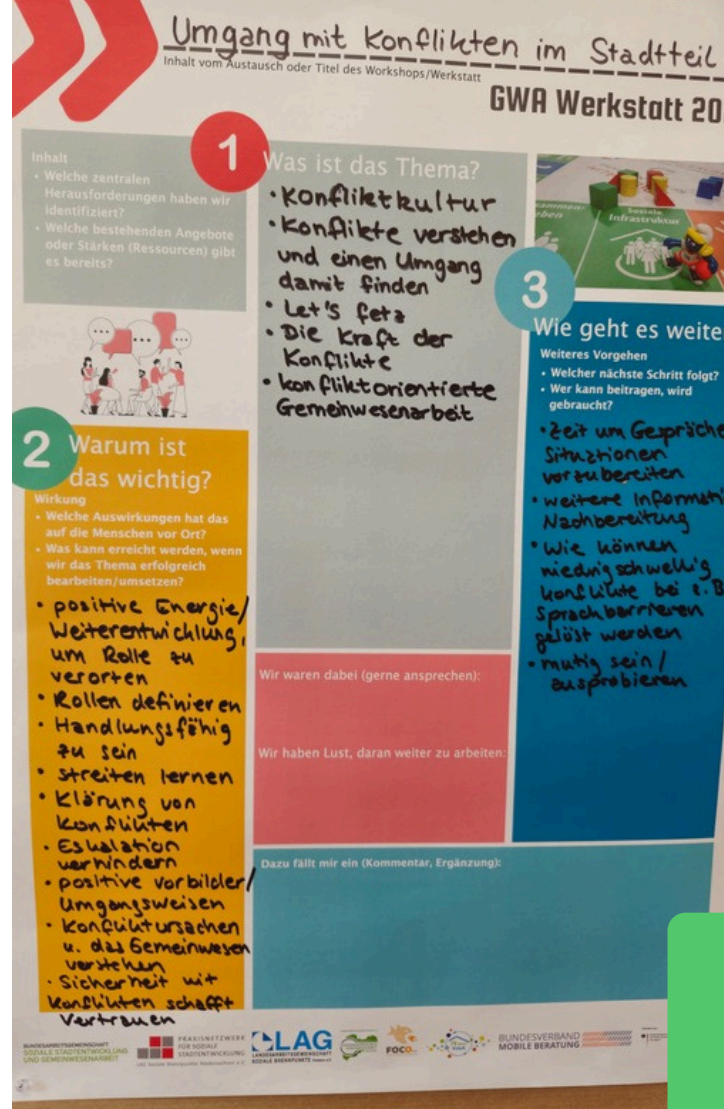 Umgang mit Konflikten im Stadtteil
Inhalt vom Austausch oder Titel des Workshops/Werkstatt
GWA Werkstatt 20
Inhalt
• Welche zentralen
Herausforderungen haben wir
identifiziert?
• Welche bestehenden Angebote
oder Stärken (Ressourcen) gibt
es bereits?
1
Was ist das Thema?
• Konfliktkultur
• Konflikte verstehen
und einen Umgang
damit finden
• Let's fetz
• Die Kraft der
Konflikte
• konfliktorientierte
Gemeinwesenarbeit
2
Warum ist
das wichtig?
Wirkung
• Welche Auswirkungen hat das
auf die Menschen vor Ort?
• Was kann erreicht werden, wenn
wir das Thema erfolgreich
bearbeiten/umsetzen?
• positive Energie/
Weiterentwicklung,
um Rolle zu
verorten
• Rollen definieren
• Handlungsfähig
zu sein
• streiten lernen
• Klärung von
Konflikten
• Eskalation
verhindern
• positive vorbilder/
Umgangsweisen
• Konfliktursachen
u. das Gemeinwesen
verstehen
• Sicherheit mit
Konflikten schafft
Vertrauen
Soziale
Infrastruktur
3
Wie geht es weite
Weiteres Vorgehen
• Welcher nächste Schritt folgt?
• Wer kann beitragen, wird
gebraucht?
• Zeit um Gespräche
Situationen
vorzubereiten
• weitere Informati
Nachbereitung
• Wie können
niedrigschwellig
konflikte bei z.B
Sprachbarrieren
gelöst werden
• mutig sein/
ausprobieren
Wir waren dabei (gerne ansprechen):
Wir haben Lust, daran weiter zu arbeiten:
Dazu fällt mir ein (Kommentar, Ergänzung):
BUNDESARBEITSGEMEINSCHAFT
SOZIALE STADTENTWICKLUNG
UND GEMEINWESENARBEIT
PRAXISNETZWERK
FÜR SOZIALE
STADTENTWICKLUNG
LAG Soziale Brennpunkte Niedersachsen e.V.
LAG
LANDESARBEITSGEMEINSCHAFT
SOZIALE BRENNPUNKTE
FOCO
BUNDESVERBAND
MOBILE BERATUNG